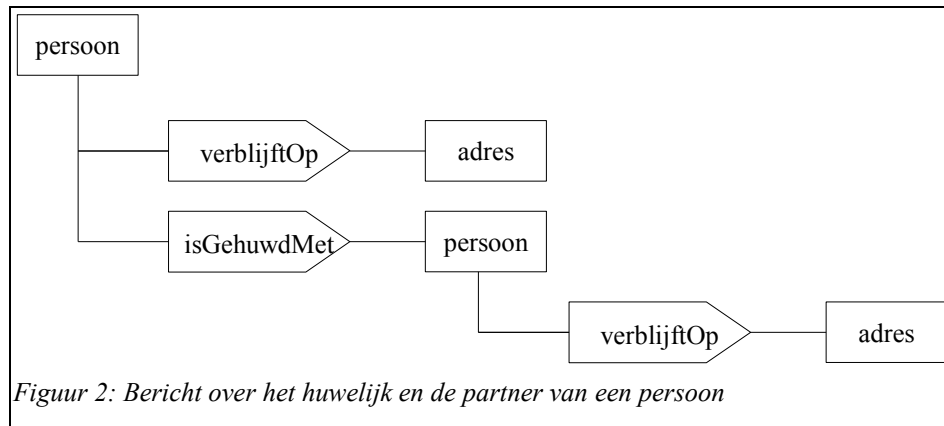 persoon
verblijftOp
adres
isGehuwdMet
persoon
verblijftOp
adres
Figuur 2: Bericht over het huwelijk en de partner van een persoon